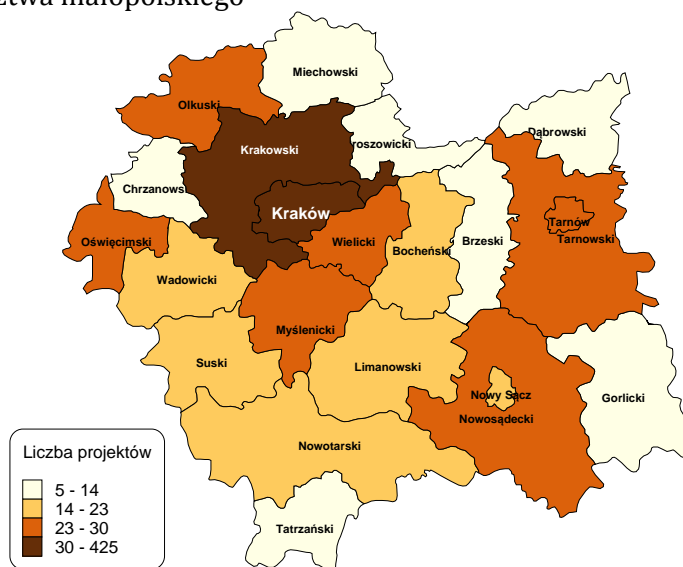 małopolskiego
Miechowski
Olkuski
Dąbrowski
roszowicki
Krakowski
Chrzanows
Kraków
Tarnów
Tarnowski
Oświęcimski
Wielicki
Bocheński
Brzeski
Wadowicki
Myślenicki
Suski
Limanowski
Nowy Sącz
Gorlicki
Nowosądecki
Nowotarski
Tatrzański
Liczba projektów
5 - 14
14 - 23
23 - 30
30 - 425